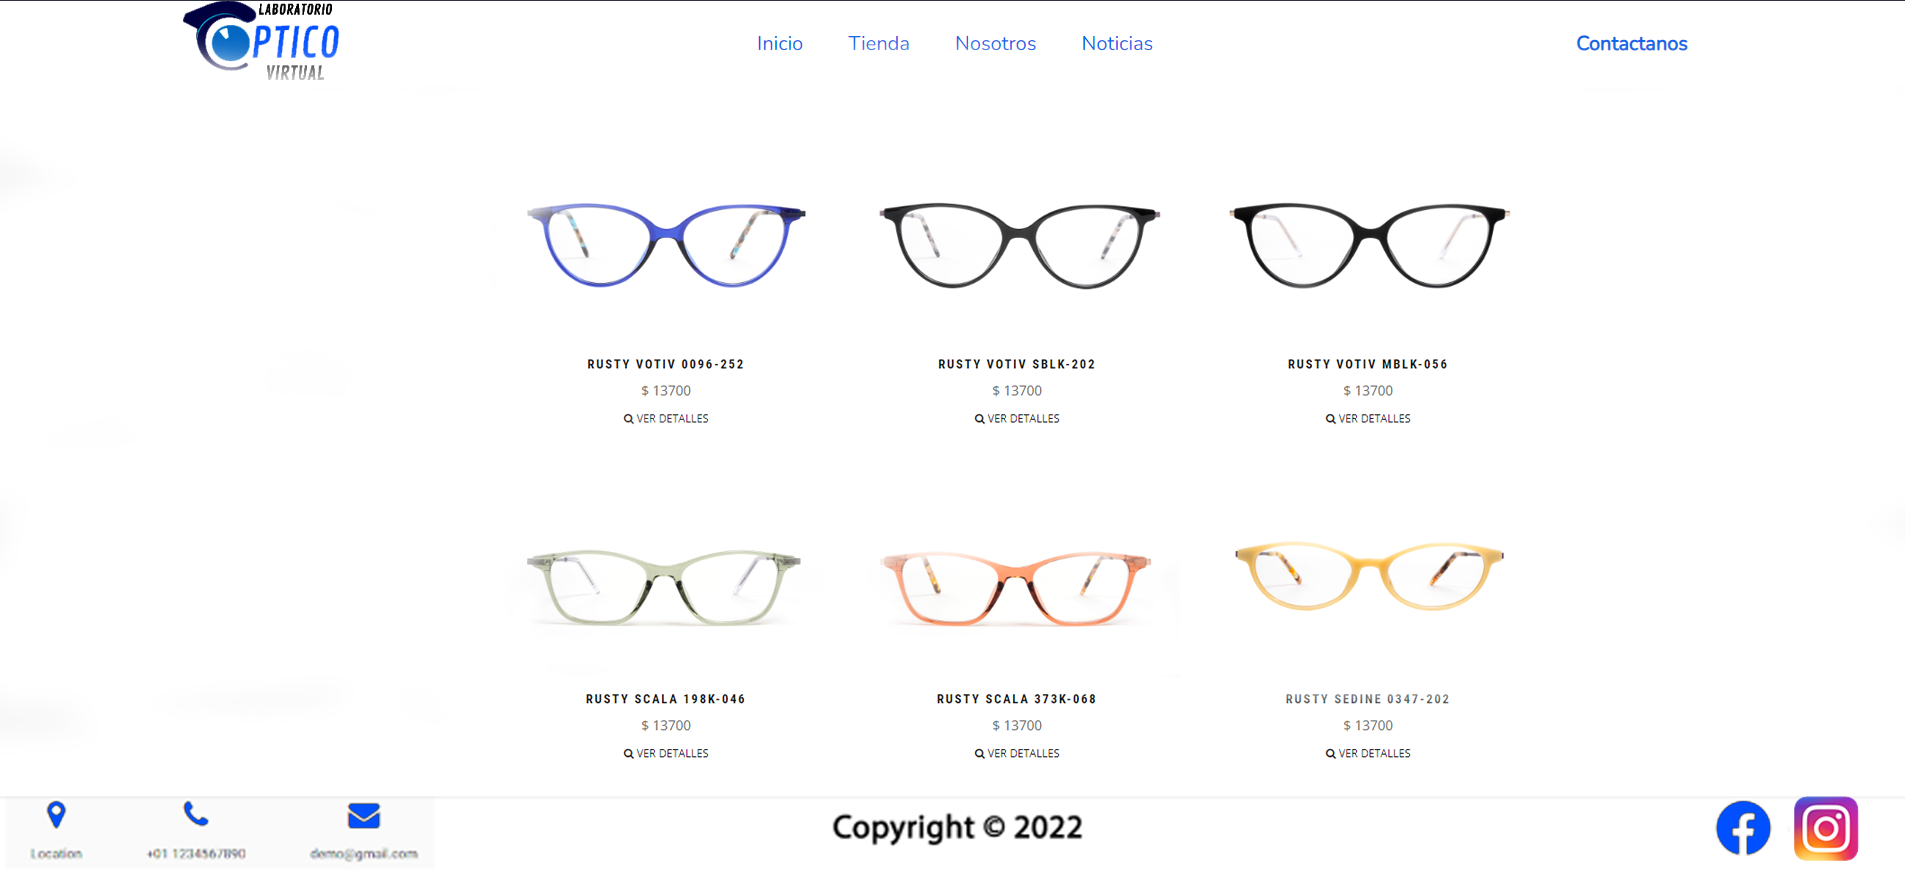 LABORATORIO
OPTICO
VIRTUAL
Inicio Tienda Nosotros Noticias
Contactanos
RUSTY VOTIV 0096-252
$ 13700
VER DETALLES
RUSTY VOTIV SBLK-202
$ 13700
VER DETALLES
RUSTY VOTIV MBLK-056
$ 13700
VER DETALLES
RUSTY SCALA 198K-046
$ 13700
VER DETALLES
RUSTY SCALA 373K-068
$ 13700
VER DETALLES
RUSTY SEDINE 0347-202
$ 13700
VER DETALLES
Location
+01 1234567890
demo@gmail.com
Copyright © 2022